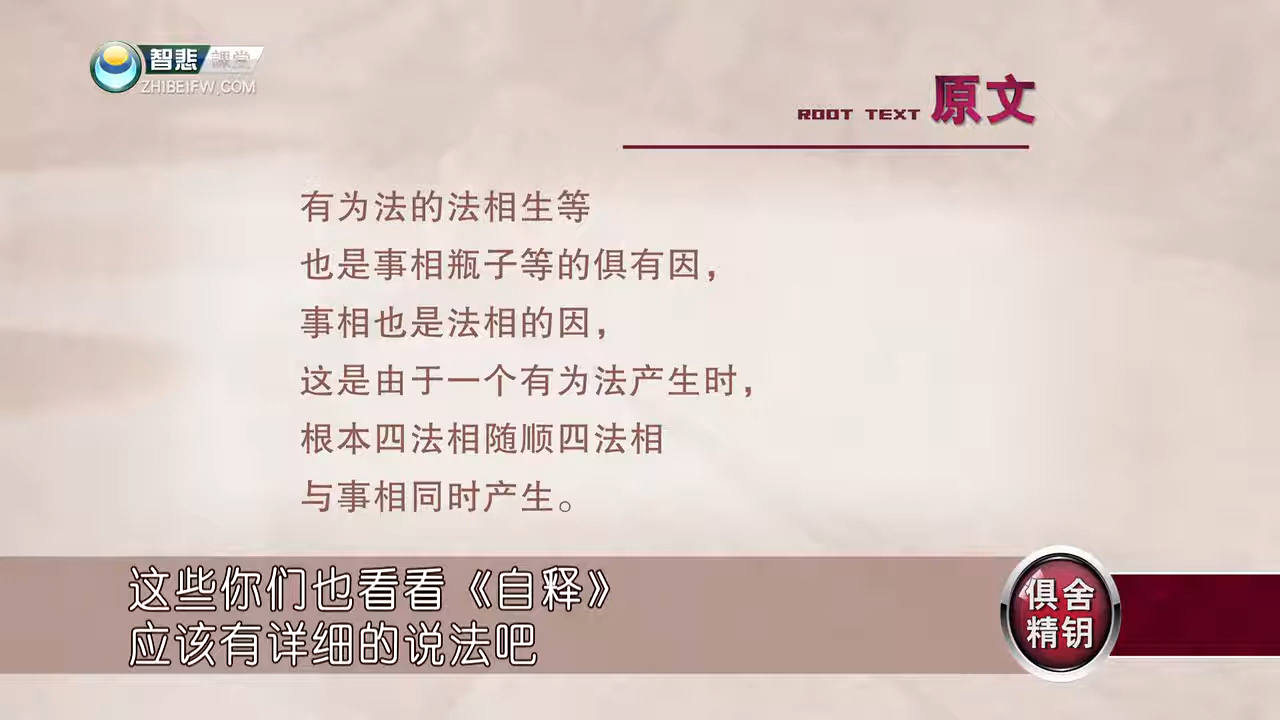 智悲課堂
ZHIBEIFW.COM
ROOT TEXT 原文
有为法的法相生等
也是事相瓶子等的俱有因，
事相也是法相的因，
这是由于一个有为法产生时，
根本四法相随顺四法相
与事相同时产生。
这些你们也看看《自释》
应该有详细的说法吧
俱舍
精钥